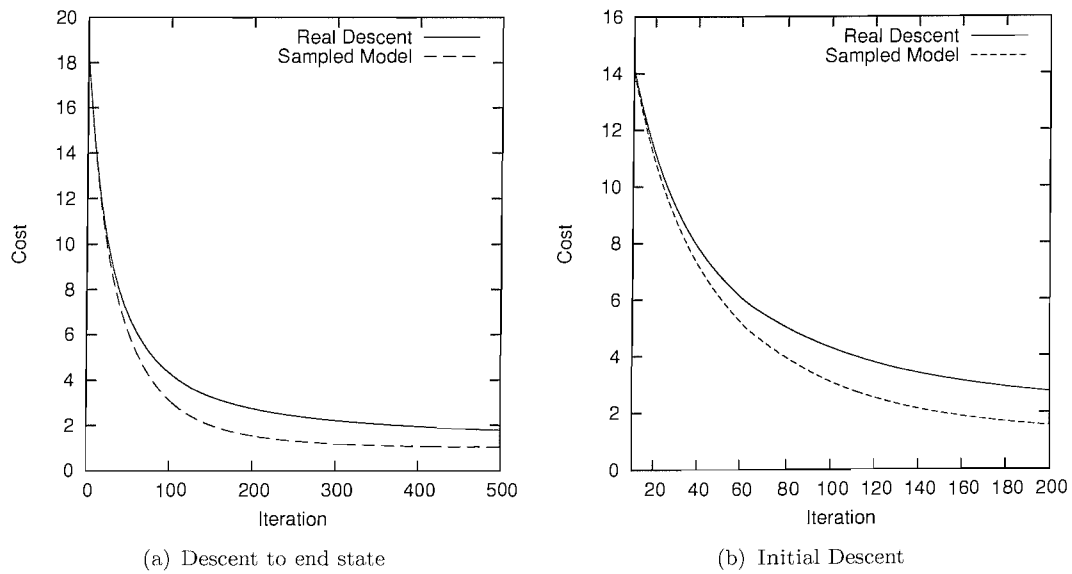 20
18
16
14
12
10
8
6
4
2
0
Cost
Real Descent
Sampled Model
0 100 200 300 400 500
Iteration
(a) Descent to end state
16
14
12
10
8
6
4
2
0
Cost
Real Descent
Sampled Model
20 40 60 80 100 120 140 160 180 200
Iteration
(b) Initial Descent